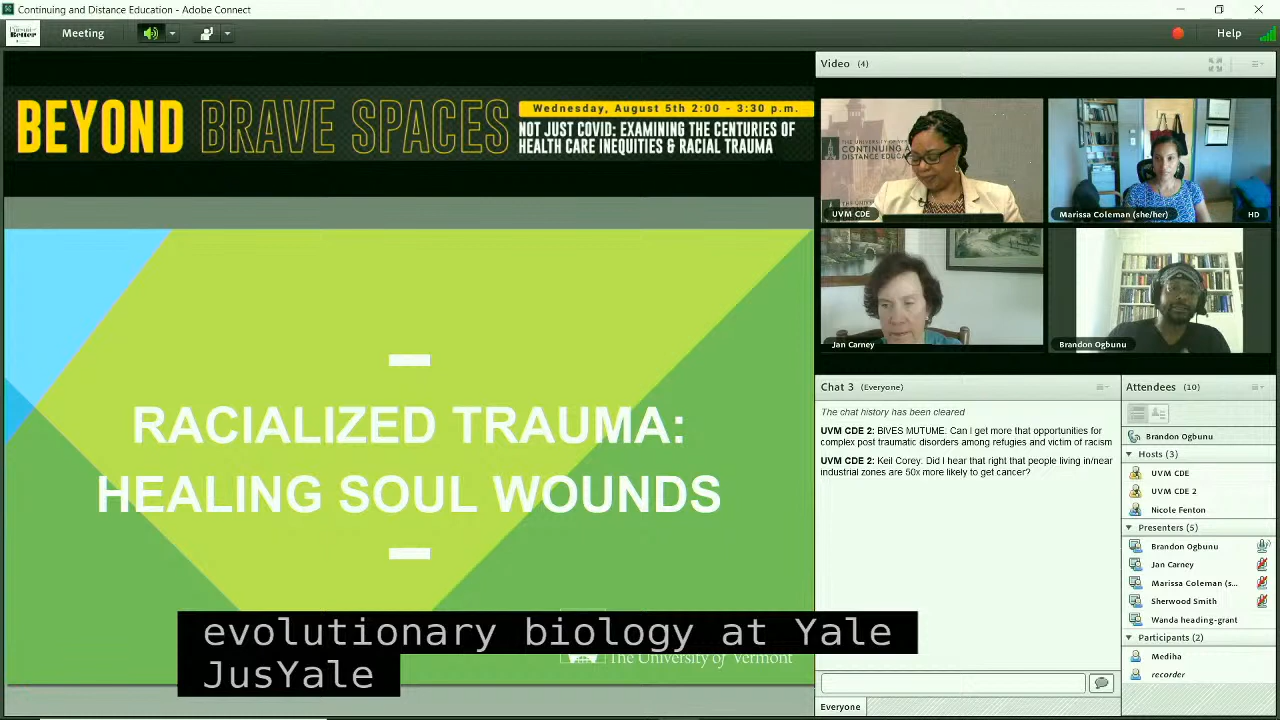 Continuing and Distance Education - Adobe Connect
Meeting
Help
BEYOND BRAVE SPACES
Wednesday, August 5th 2:00 - 3:30 p.m.
NOT JUST COVID: EXAMINING THE CENTURIES OF
HEALTH CARE INEQUITIES & RACIAL TRAUMA
RACIALIZED TRAUMA:
HEALING SOUL WOUNDS
The University of Vermont
evolutionary biology at Yale
JusYale
Video (4)
UVM CDE
Marissa Coleman (she/her)
HD
Jan Carney
Brandon Ogbunu
Chat 3 (Everyone)
The chat history has been cleared
UVM CDE 2: BIVES MUTUME: Can I get more that opportunities for
complex post traumatic disorders among refugies and victim of racism
UVM CDE 2: Keil Corey: Did I hear that right that people living in/near
industrial zones are 50x more likely to get cancer?
Everyone
Attendees (10)
Brandon Ogbunu
Hosts (3)
UVM CDE
UVM CDE 2
Nicole Fenton
Presenters (5)
Brandon Ogbunu
Jan Carney
Marissa Coleman (s...
Sherwood Smith
Wanda heading-grant
Participants (2)
Mediha
recorder